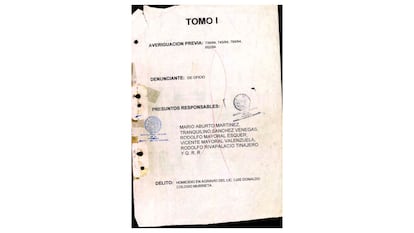 TOMO I
AVERIGUACION PREVIA:
DENUNCIANTE: DE OFICIO
PRESUNTOS RESPONSABLES:
MARIO ABURTO MARTINEZ,
TRANQUILINO SANCHEZ VENEGAS,
RODOLFO MAYORAL ESQUER,
VICENTE MAYORAL VALENZUELA,
RODOLFO RIVAPALACIO TINAJERO
Y Q. R. R.
DELITO: HOMICIDIO EN AGRAVIO DEL LIC. LUIS DONALDO
COLOSIO MURRIETA.